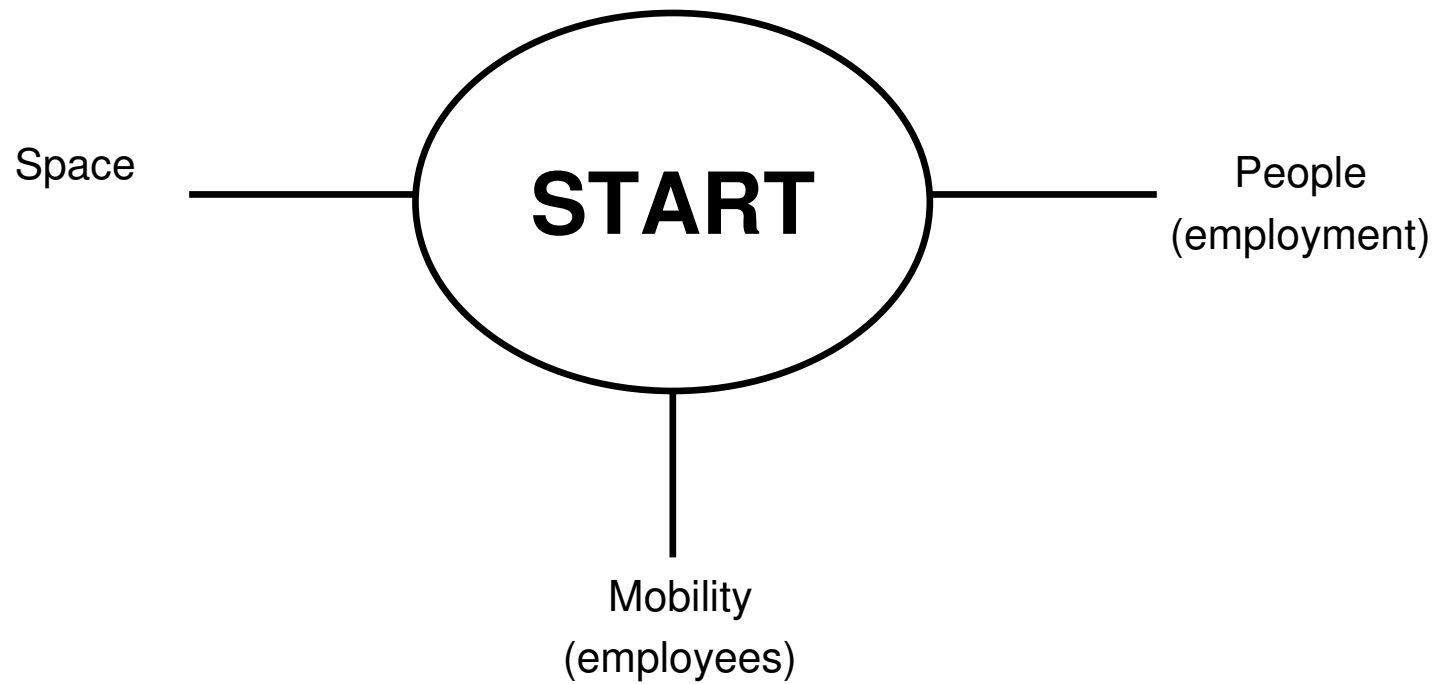 Space
START
People
(employment)
Mobility
(employees)